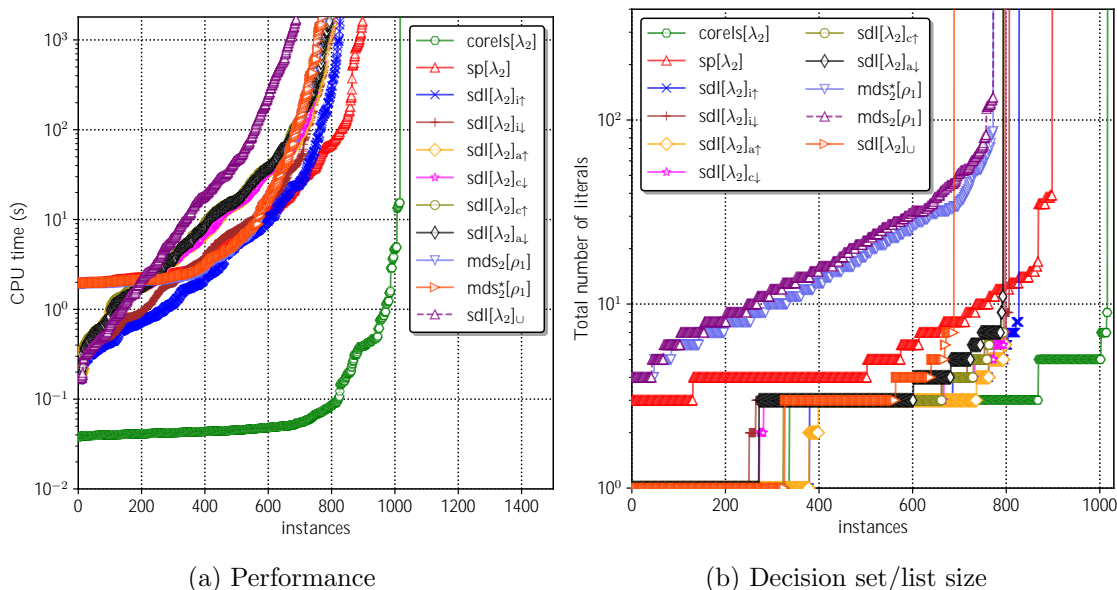 10³
10²
10¹
10⁰
10⁻¹
10⁻²
CPU time (s)
0
200
400
600
800
1000
1200
1400
instances
corels[λ₂]
sp[λ₂]
sdl[λ₂]i↑
sdl[λ₂]i↓
sdl[λ₂]a↑
sdl[λ₂]c↓
sdl[λ₂]c↑
sdl[λ₂]a↓
mds₂[ρ₁]
mds₂*[ρ₁]
sdl[λ₂]∪
(a) Performance
10²
10¹
10⁰
Total number of literals
0
200
400
600
800
1000
instances
corels[λ₂]
sp[λ₂]
sdl[λ₂]i↑
sdl[λ₂]i↓
sdl[λ₂]a↑
sdl[λ₂]c↓
sdl[λ₂]c↑
sdl[λ₂]a↓
mds₂*[ρ₁]
mds₂[ρ₁]
sdl[λ₂]∪
(b) Decision set/list size